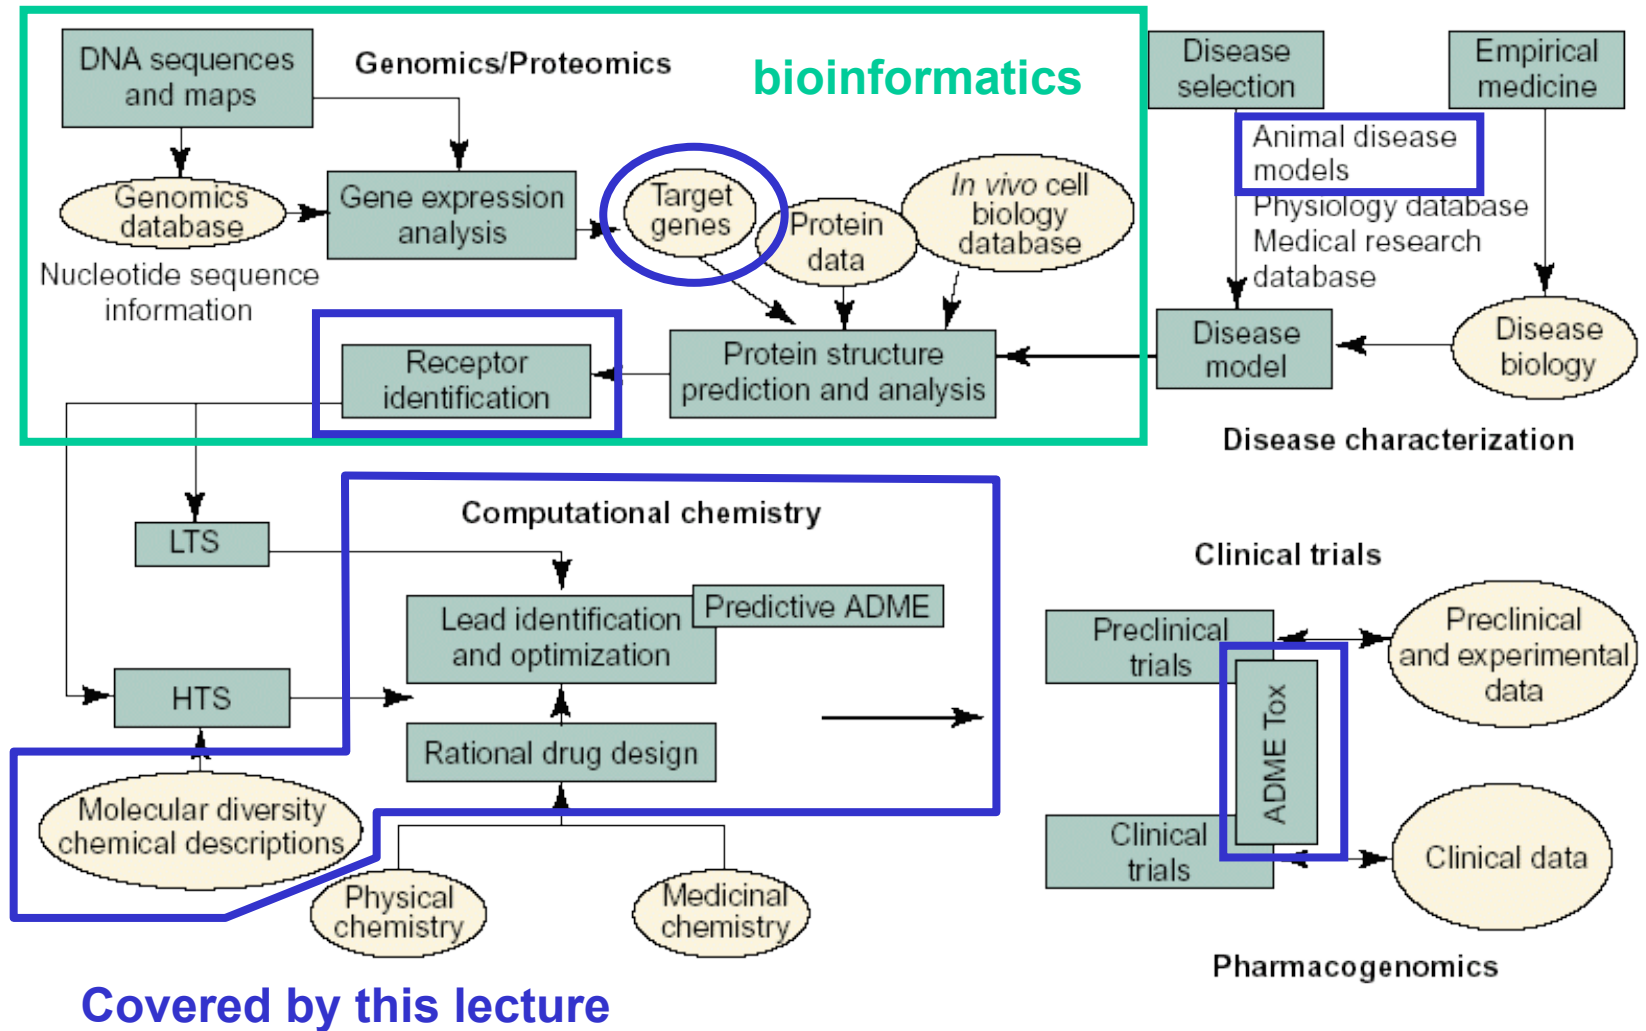 DNA sequences
and maps
Genomics/Proteomics
bioinformatics
Disease
selection
Empirical
medicine
Animal disease
models
Physiology database
Medical research
database
Genomics
database
Gene expression
analysis
Target
genes
Protein
data
In vivo cell
biology
database
Nucleotide sequence
information
Receptor
identification
Protein structure
prediction and analysis
Disease
model
Disease
biology
Disease characterization
Computational chemistry
LTS
Lead identification
and optimization
Predictive ADME
HTS
Rational drug design
Molecular diversity
chemical descriptions
Physical
chemistry
Medicinal
chemistry
Clinical trials
Preclinical
trials
Preclinical
and experimental
data
ADME Tox
Clinical
trials
Clinical data
Pharmacogenomics
Covered by this lecture